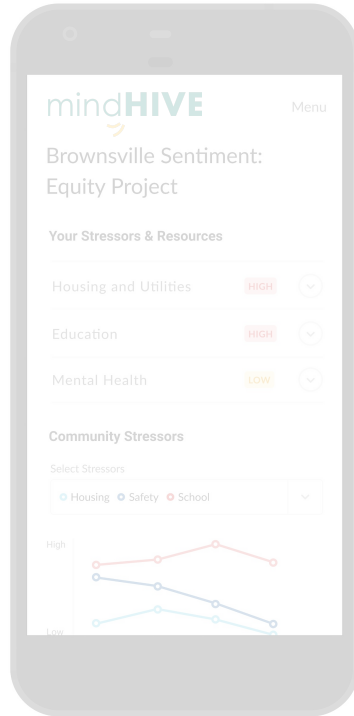 mindHIVE
Menu
Brownsville Sentiment:
Equity Project
Your Stressors & Resources
Housing and Utilities HIGH
Education HIGH
Mental Health LOW
Community Stressors
Select Stressors
Housing Safety School
High
Low